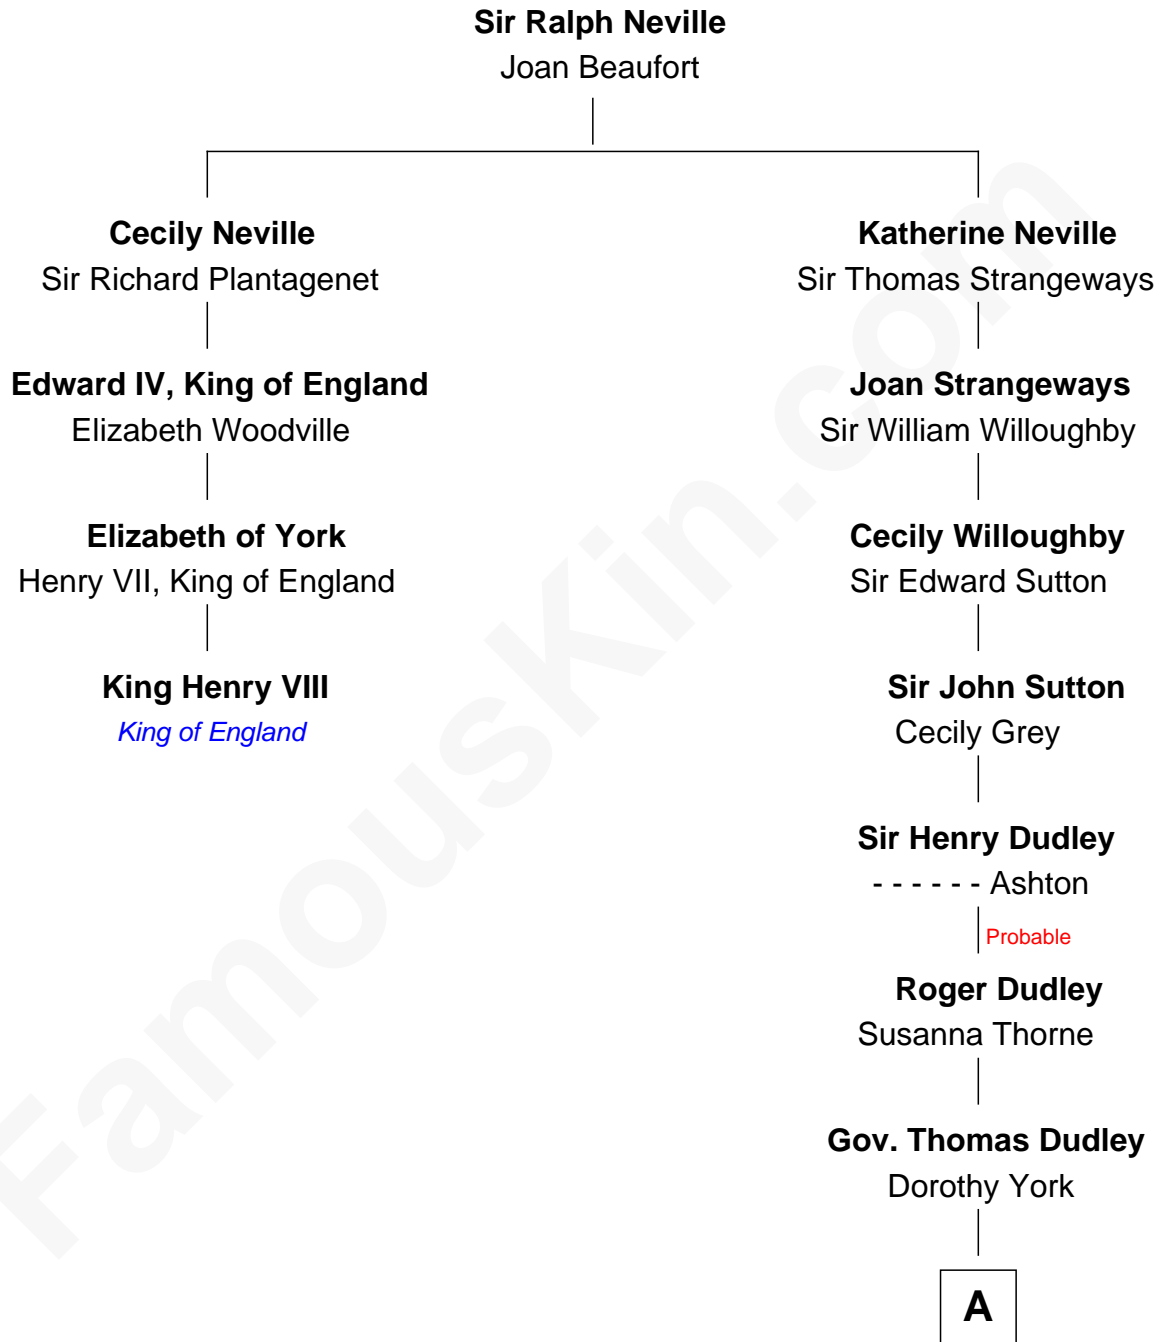 Sir Ralph Neville
Joan Beaufort
Cecily Neville
Sir Richard Plantagenet
Katherine Neville
Sir Thomas Strangeways
Edward IV, King of England
Elizabeth Woodville
Joan Strangeways
Sir William Willoughby
Elizabeth of York
Henry VII, King of England
Cecily Willoughby
Sir Edward Sutton
King Henry VIII
King of England
Sir John Sutton
Cecily Grey
Sir Henry Dudley
- - - - - - Ashton
Probable
Roger Dudley
Susanna Thorne
Gov. Thomas Dudley
Dorothy York
A
FamousKin.com